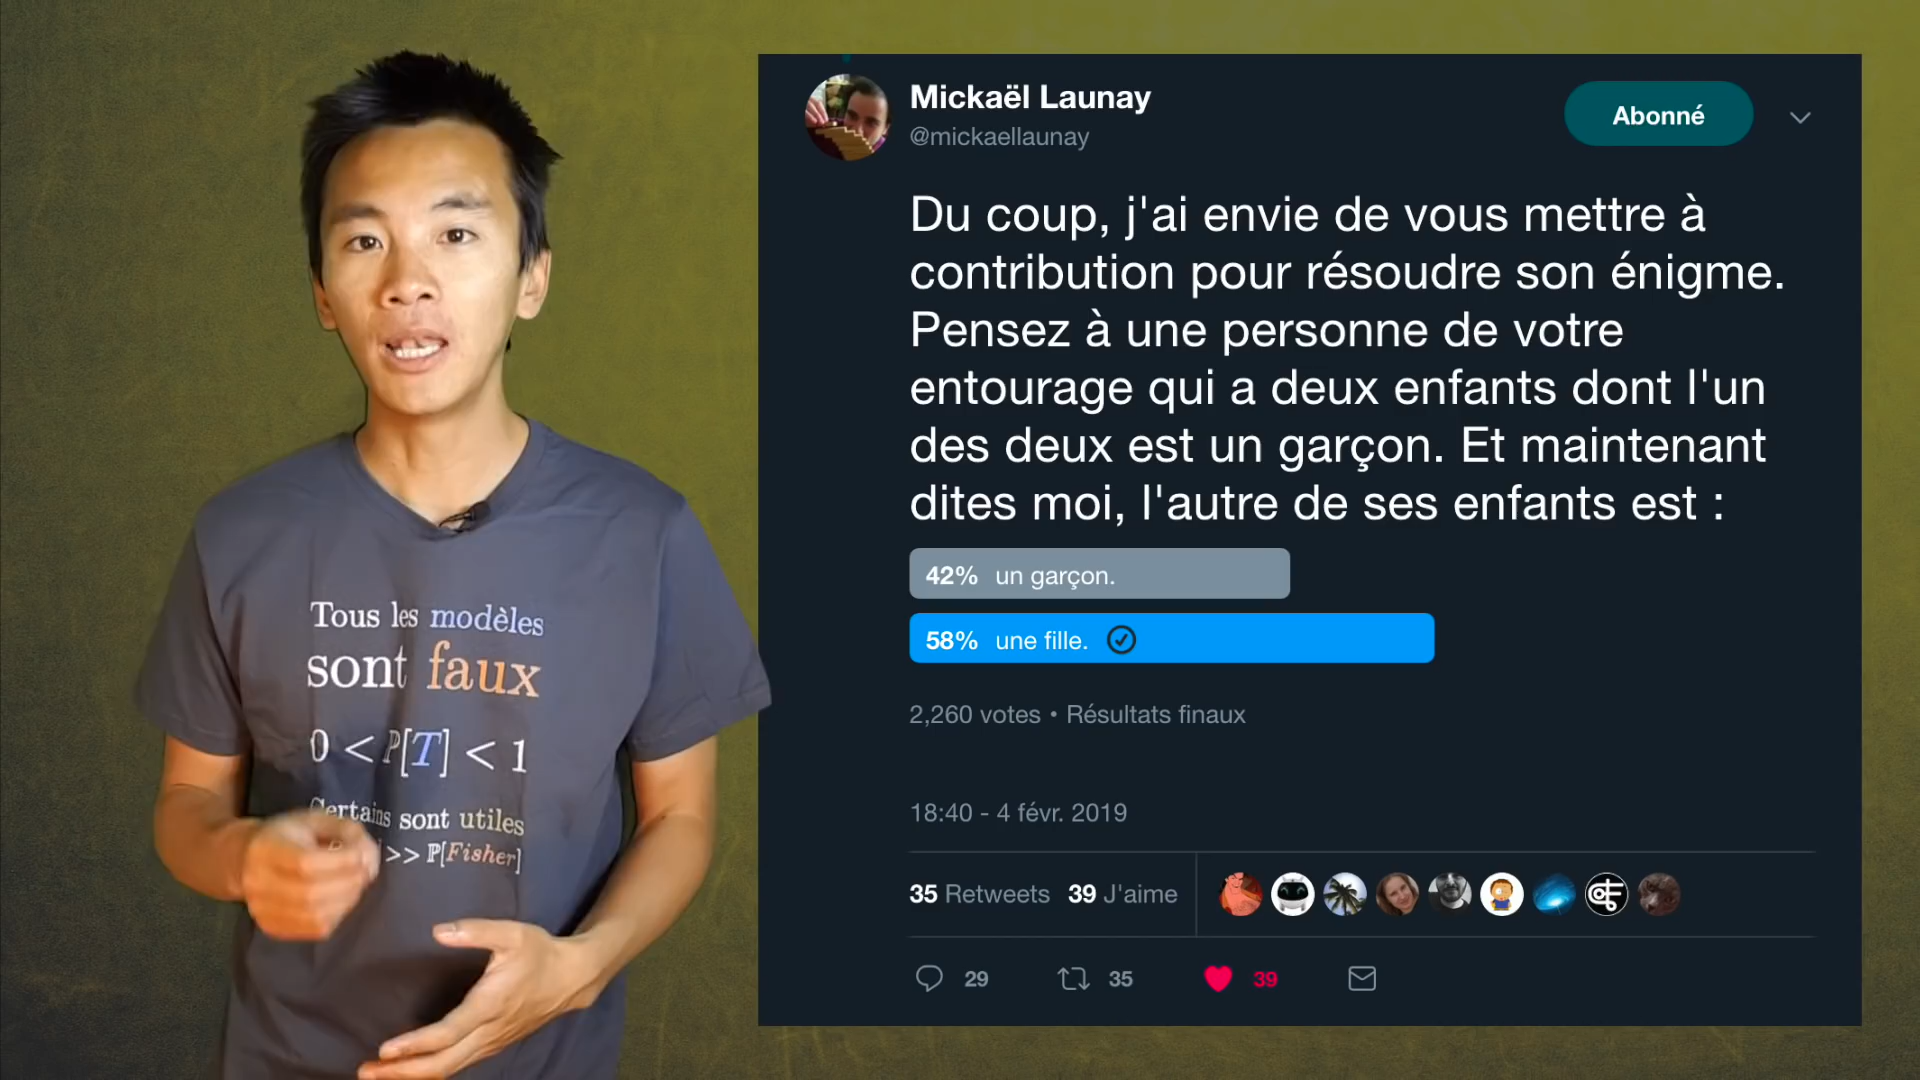 Mickaël Launay
@mickaellaunay
Abonné
Du coup, j'ai envie de vous mettre à
contribution pour résoudre son énigme.
Pensez à une personne de votre
entourage qui a deux enfants dont l'un
des deux est un garçon. Et maintenant
dites moi, l'autre de ses enfants est :
42% un garçon.
58% une fille.
2,260 votes • Résultats finaux
18:40 - 4 févr. 2019
35 Retweets 39 J'aime
29 35 39
Tous les modèles
sont faux
0 < ℙ[T] < 1
Certains sont utiles
>> ℙ[Fisher]